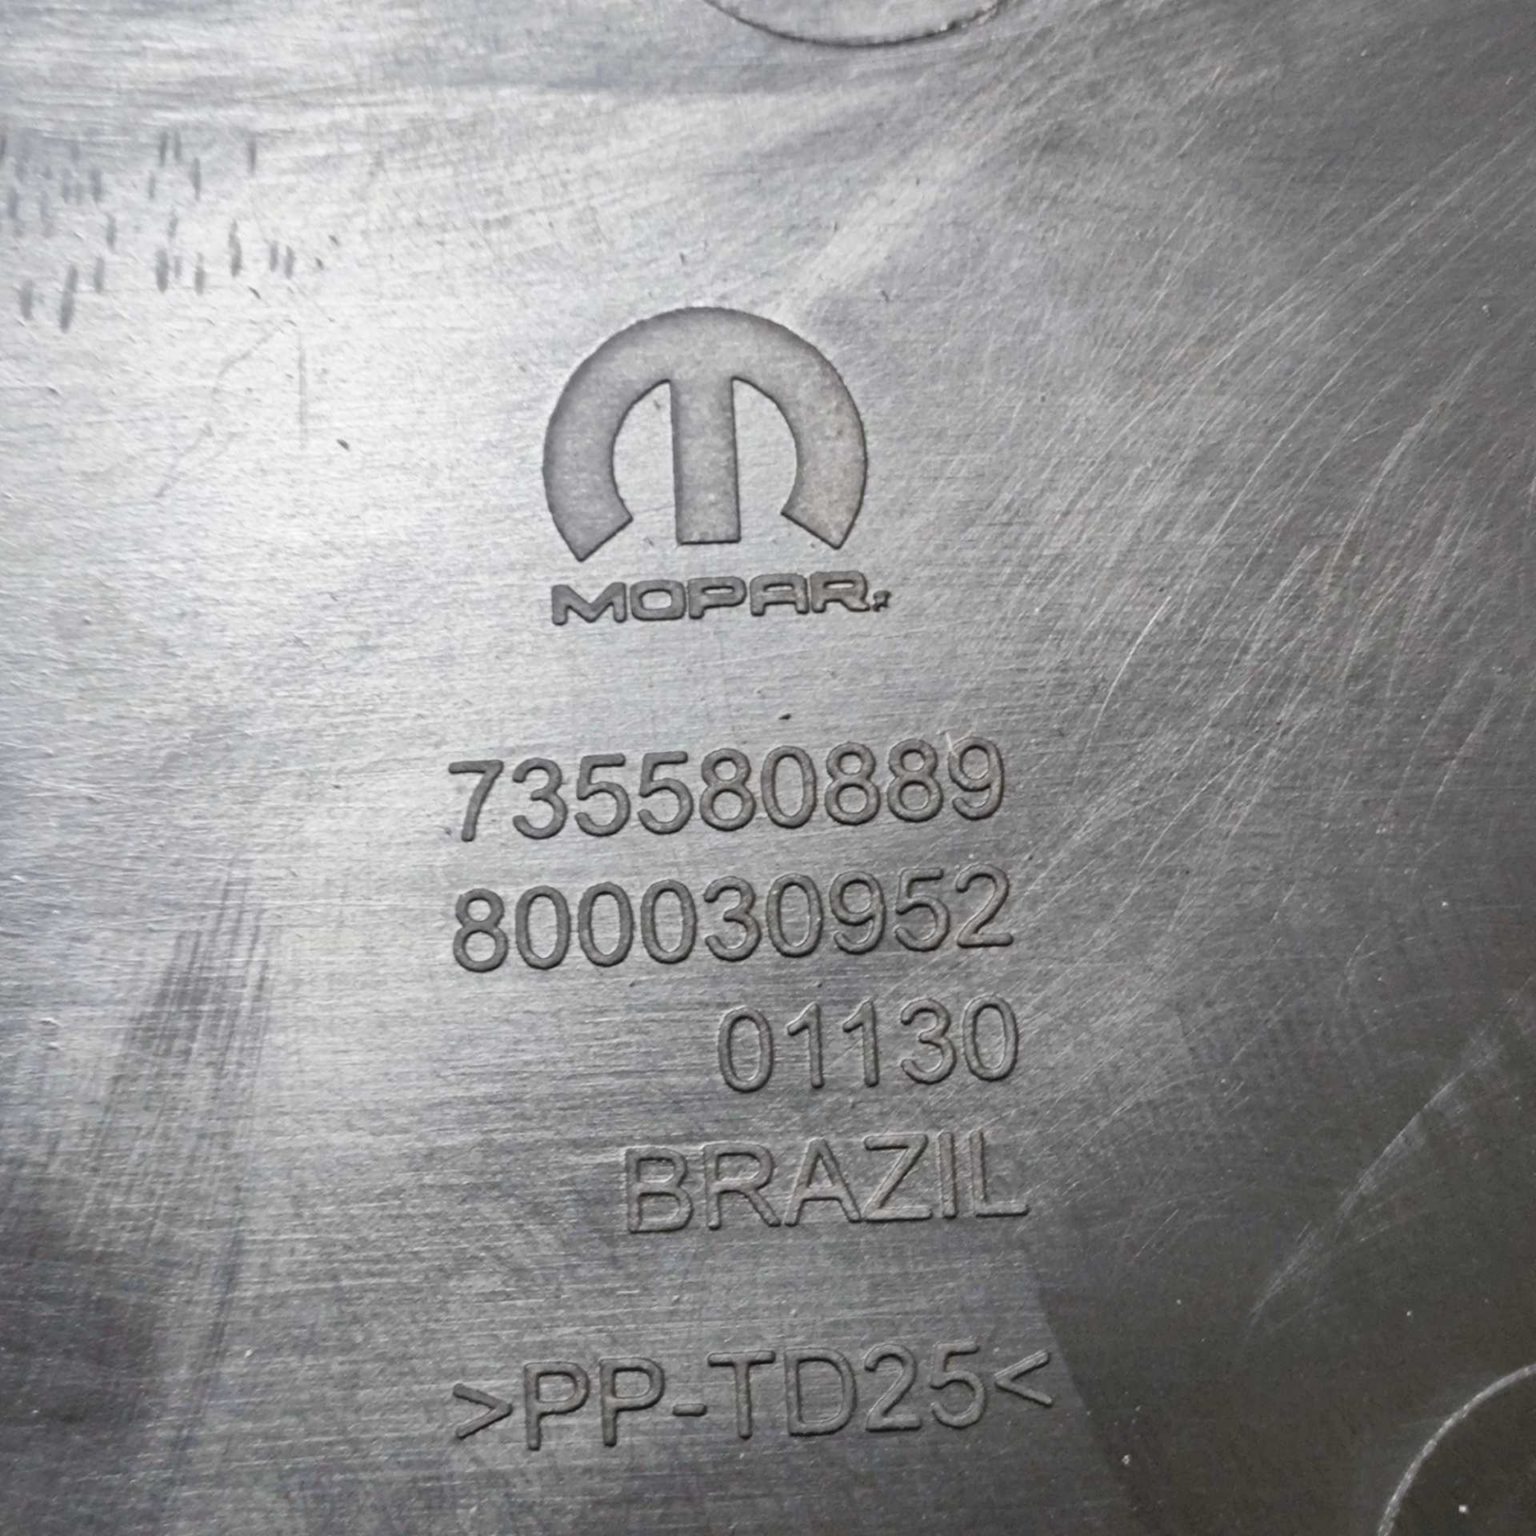 MOPAR
735580889
800030952
01130
BRAZIL
>PP-TD25<